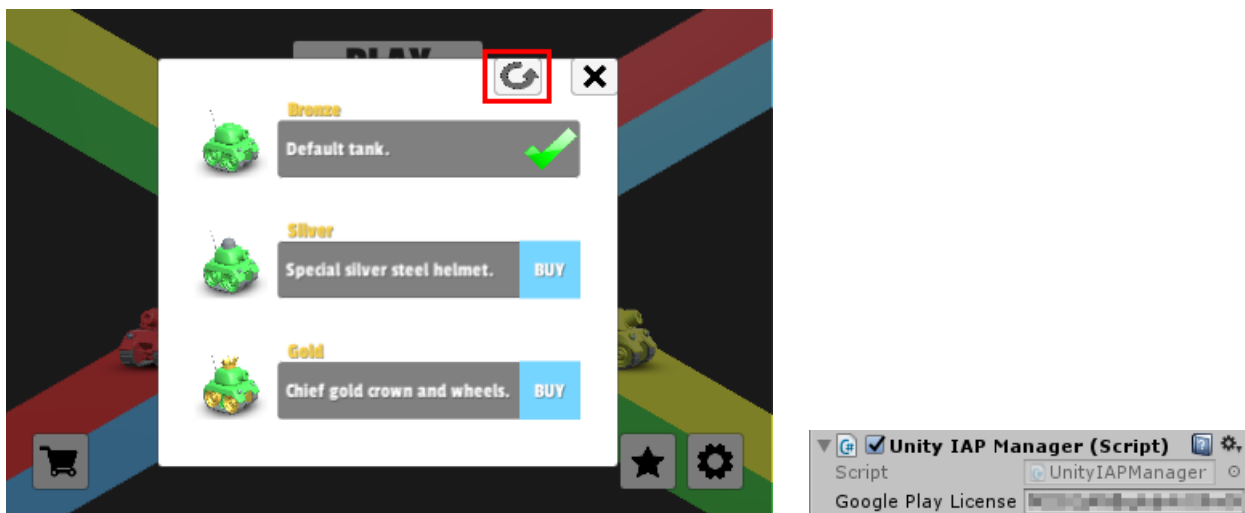 PLAY
Bronze
Default tank.
Silver
Special silver steel helmet.
BUY
Gold
Chief gold crown and wheels.
BUY
Unity IAP Manager (Script)
Script
UnityIAPManager
Google Play License